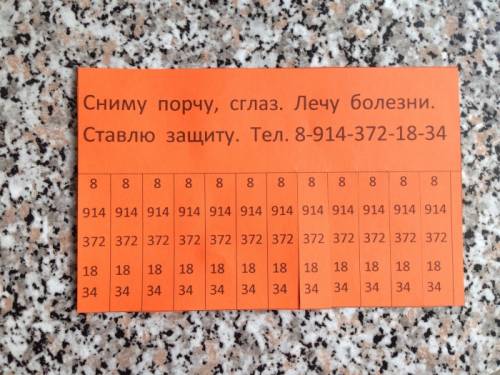 Сниму порчу, сглаз. Лечу болезни.
Ставлю защиту. Тел. 8-914-372-18-34
8 8 8 8 8 8 8 8 8 8 8 8
914 914 914 914 914 914 914 914 914 914 914 914
372 372 372 372 372 372 372 372 372 372 372 372
18 18 18 18 18 18 18 18 18 18 18 18
34 34 34 34 34 34 34 34 34 34 34 34